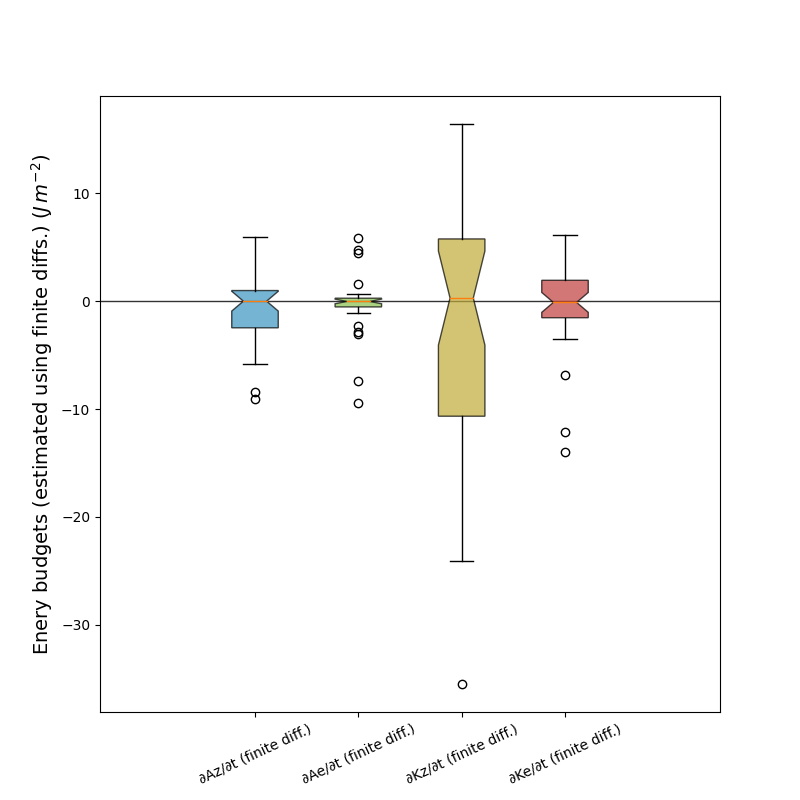 Enery budgets (estimated using finite diffs.) (J m⁻²)
10
0
−10
−20
−30
∂Az/∂t (finite diff.)
∂Ae/∂t (finite diff.)
∂Kz/∂t (finite diff.)
∂Ke/∂t (finite diff.)